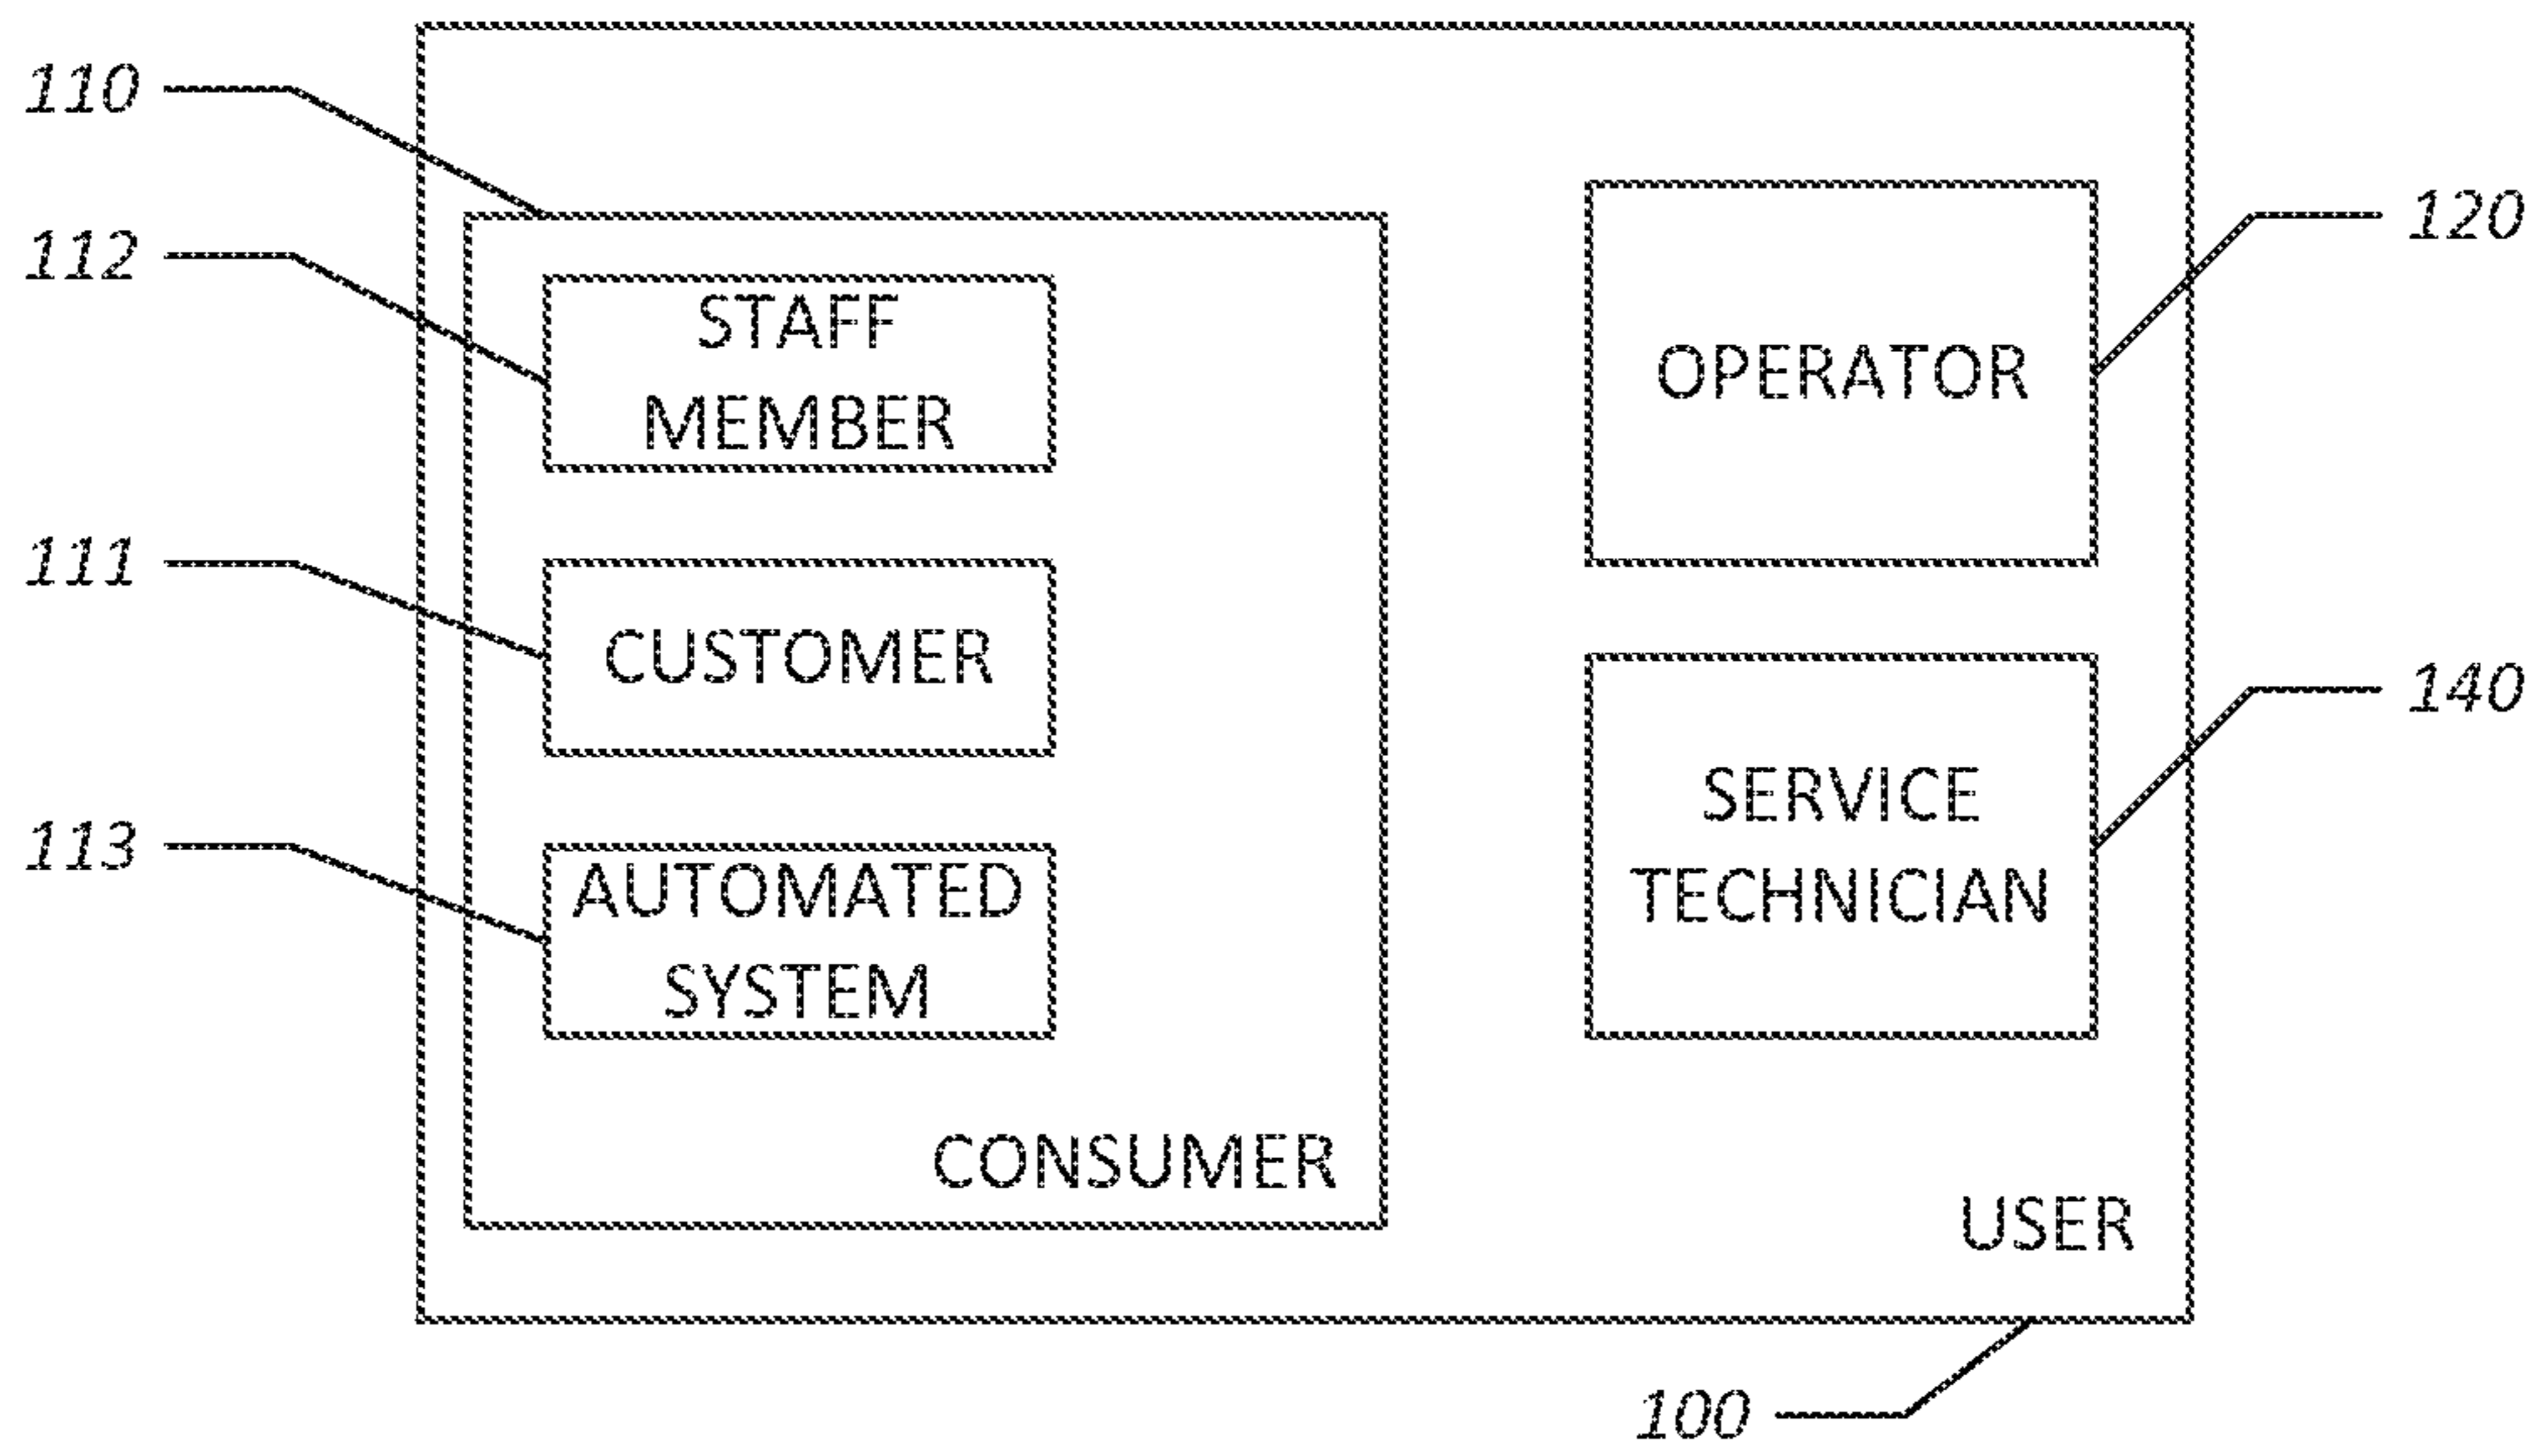 110
112
STAFF
MEMBER
111
CUSTOMER
113
AUTOMATED
SYSTEM
CONSUMER
OPERATOR
120
SERVICE
TECHNICIAN
140
USER
100